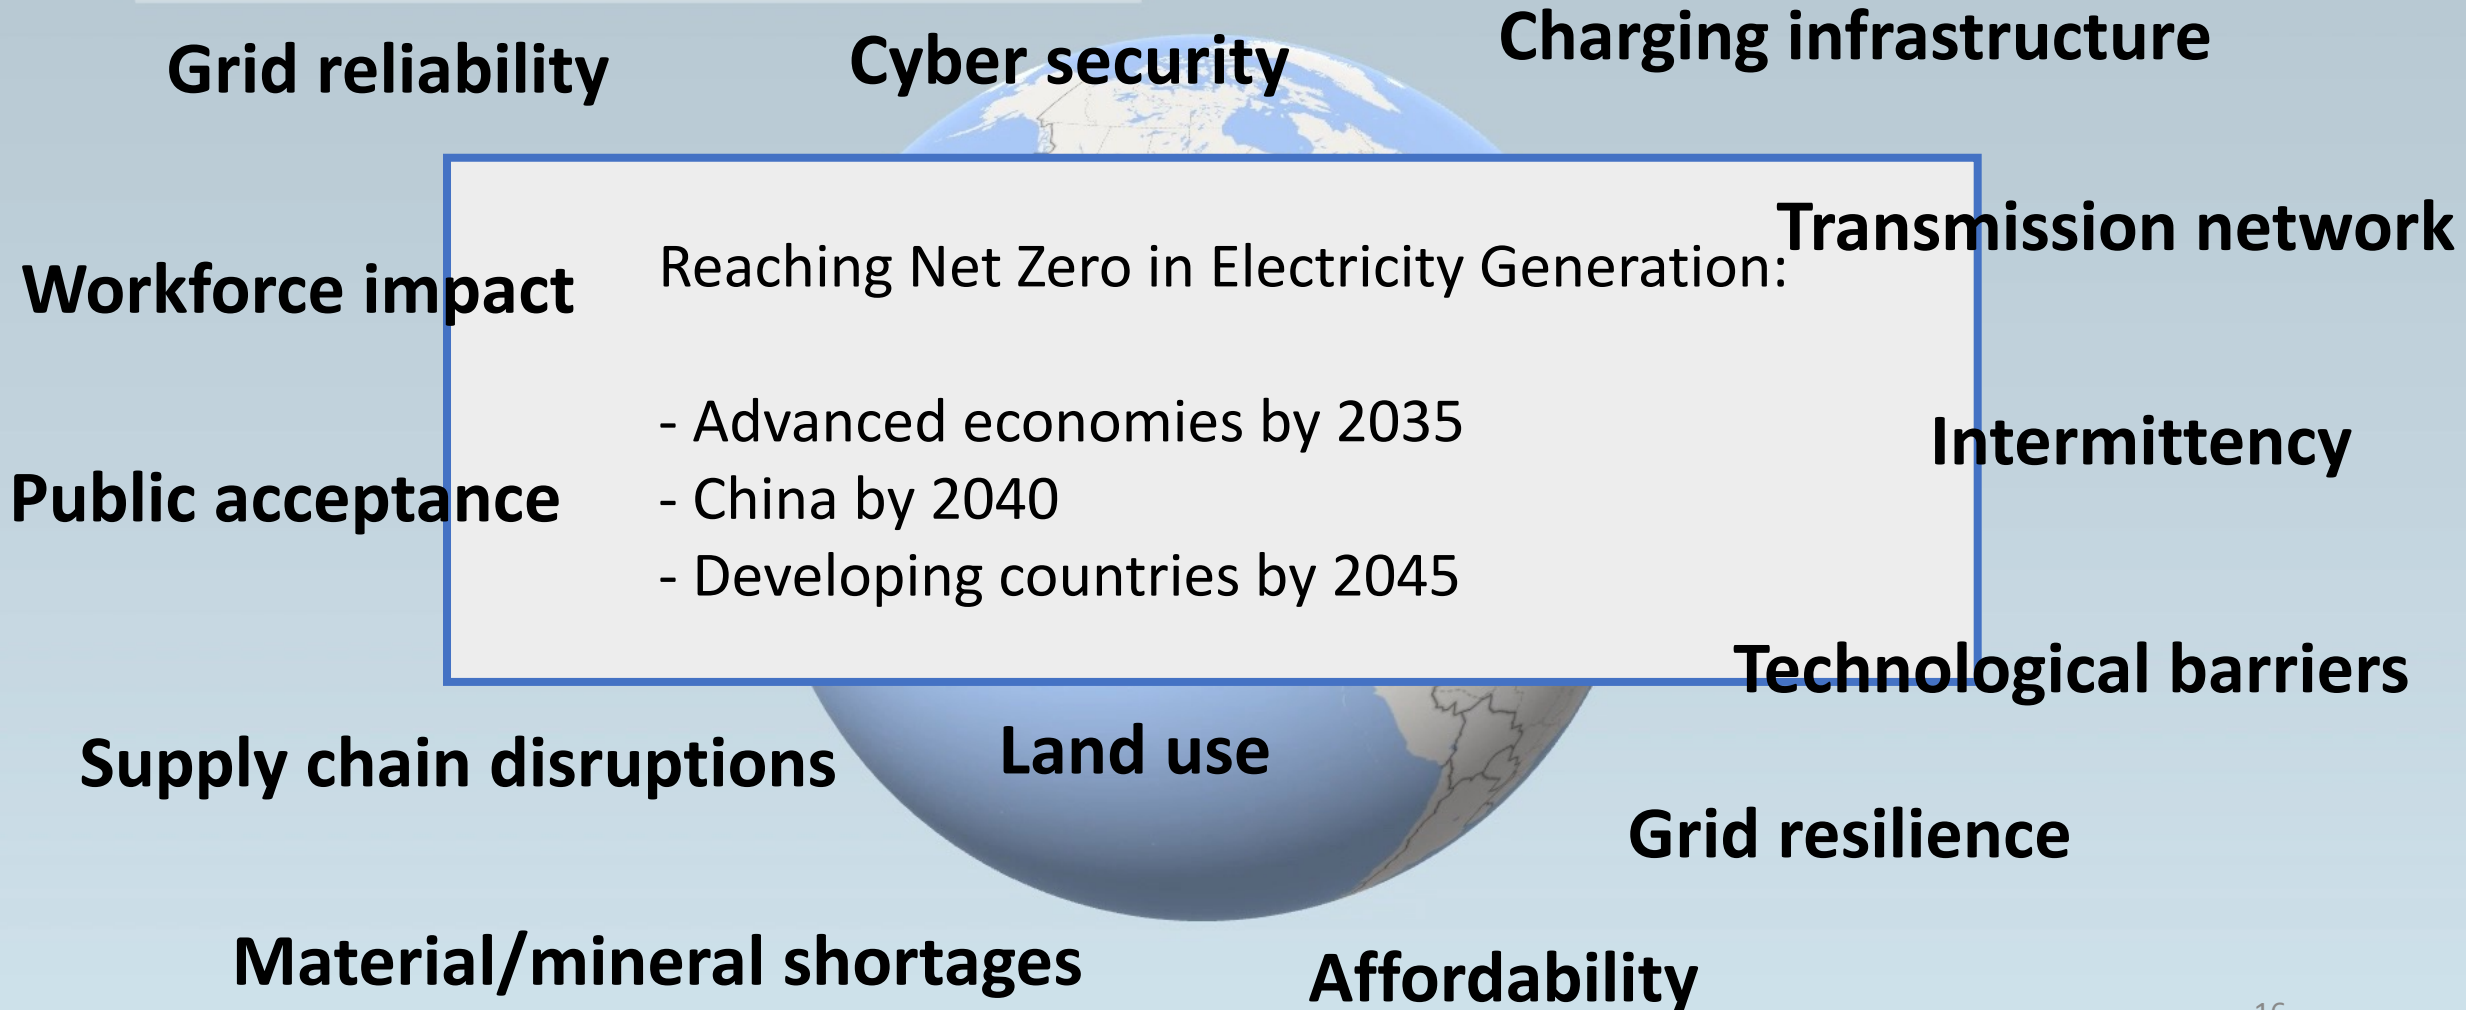 Grid reliability
Cyber security
Charging infrastructure
Transmission network
Workforce impact
Reaching Net Zero in Electricity Generation:
- Advanced economies by 2035
- China by 2040
- Developing countries by 2045
Intermittency
Public acceptance
Technological barriers
Supply chain disruptions
Land use
Grid resilience
Material/mineral shortages
Affordability